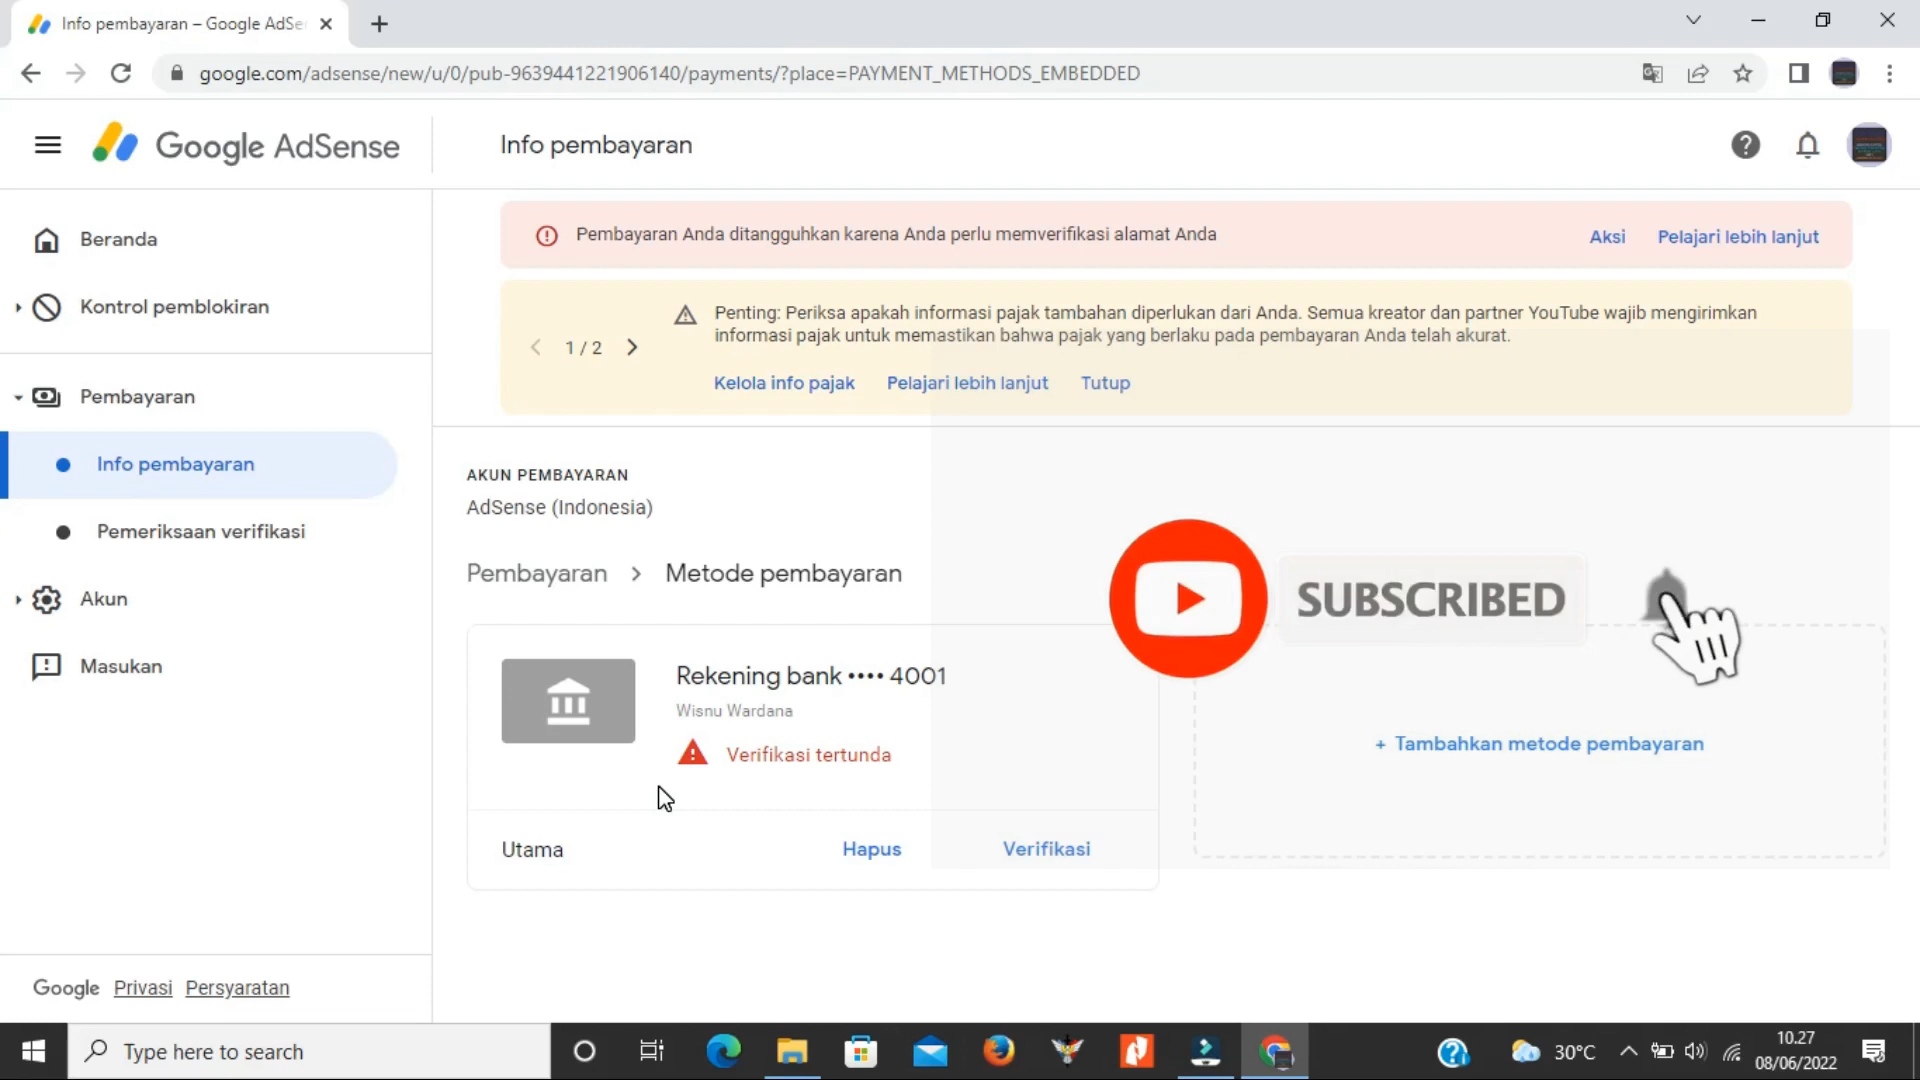 Info pembayaran – Google AdSe
google.com/adsense/new/u/0/pub-9639441221906140/payments/?place=PAYMENT_METHODS_EMBEDDED
Google AdSense
Info pembayaran
Beranda
Kontrol pemblokiran
Pembayaran
Info pembayaran
Pemeriksaan verifikasi
Akun
Masukan
Google Privasi Persyaratan
Pembayaran Anda ditangguhkan karena Anda perlu memverifikasi alamat Anda
Aksi Pelajari lebih lanjut
1 / 2
Penting: Periksa apakah informasi pajak tambahan diperlukan dari Anda. Semua kreator dan partner YouTube wajib mengirimkan
informasi pajak untuk memastikan bahwa pajak yang berlaku pada pembayaran Anda telah akurat.
Kelola info pajak Pelajari lebih lanjut Tutup
AKUN PEMBAYARAN
AdSense (Indonesia)
Pembayaran > Metode pembayaran
Rekening bank •••• 4001
Wisnu Wardana
Verifikasi tertunda
Utama Hapus Verifikasi
SUBSCRIBED
+ Tambahkan metode pembayaran
Type here to search
30°C
10.27
08/06/2022